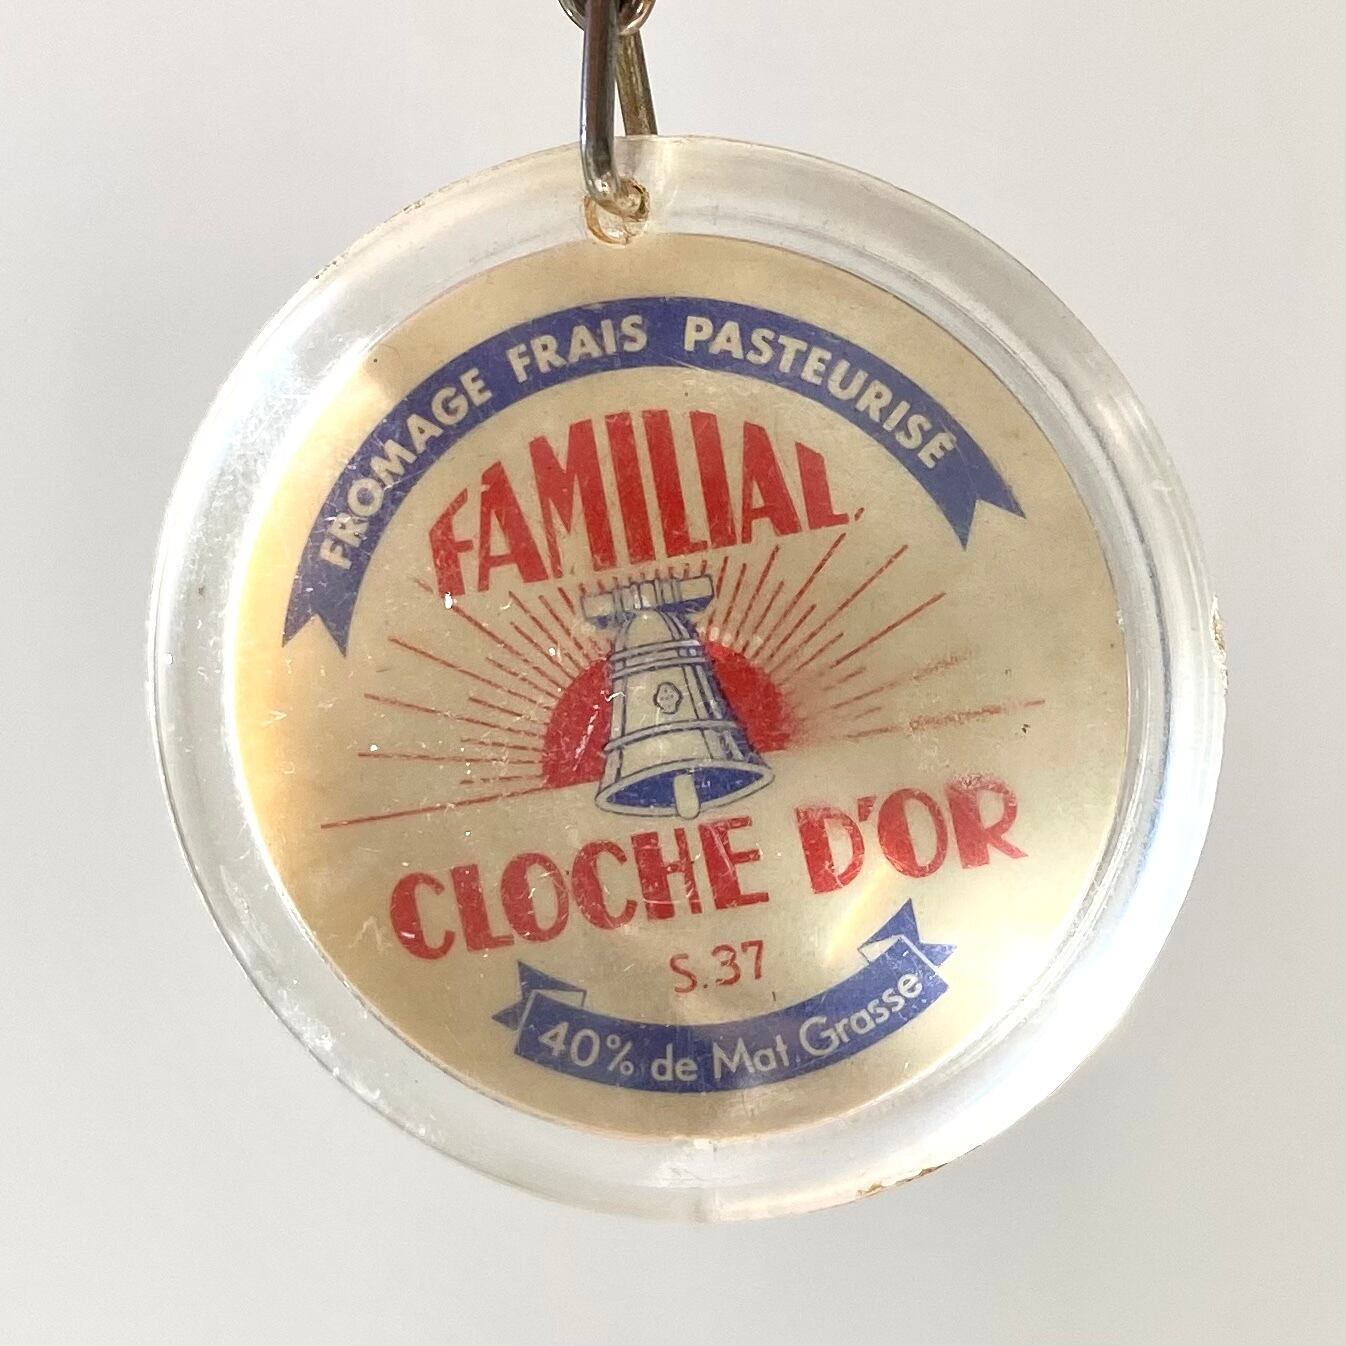 FROMAGE FRAIS PASTEURISÉ
FAMILIAL
CLOCHE D'OR
S.37
40% de Mat. Grasse